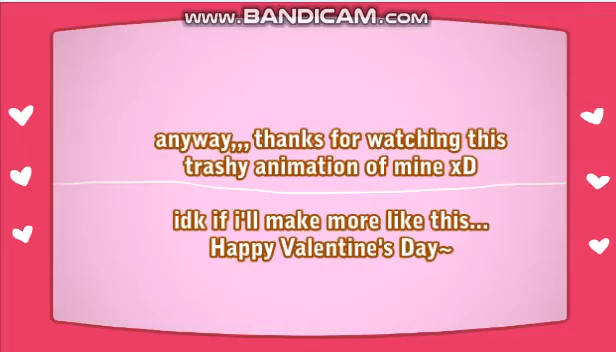 www.BANDICAM.com
anyway,,, thanks for watching this
trashy animation of mine xD
idk if i'll make more like this...
Happy Valentine's Day~